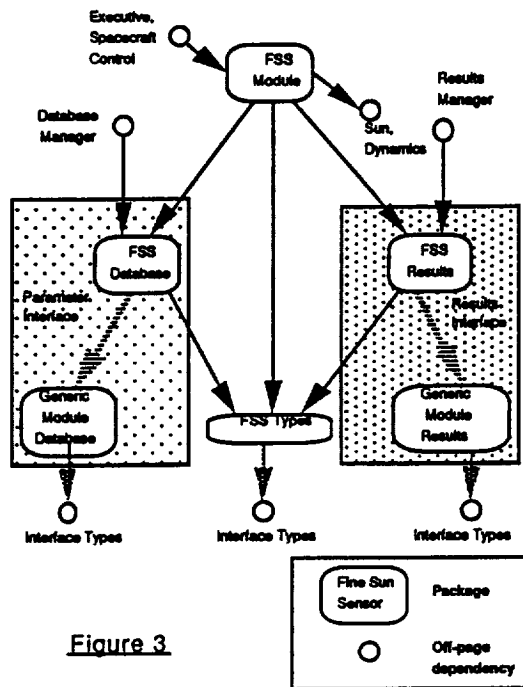 Executive,
Spacecraft
Control
FSS
Module
Results
Manager
Database
Manager
Sun,
Dynamics
FSS
Database
FSS
Results
Parameter
Interface
Results
Interface
Generic
Module
Database
FSS Types
Generic
Module
Results
Interface Types
Interface Types
Interface Types
Fine Sun
Sensor
Package
Off-page
dependency
Figure 3